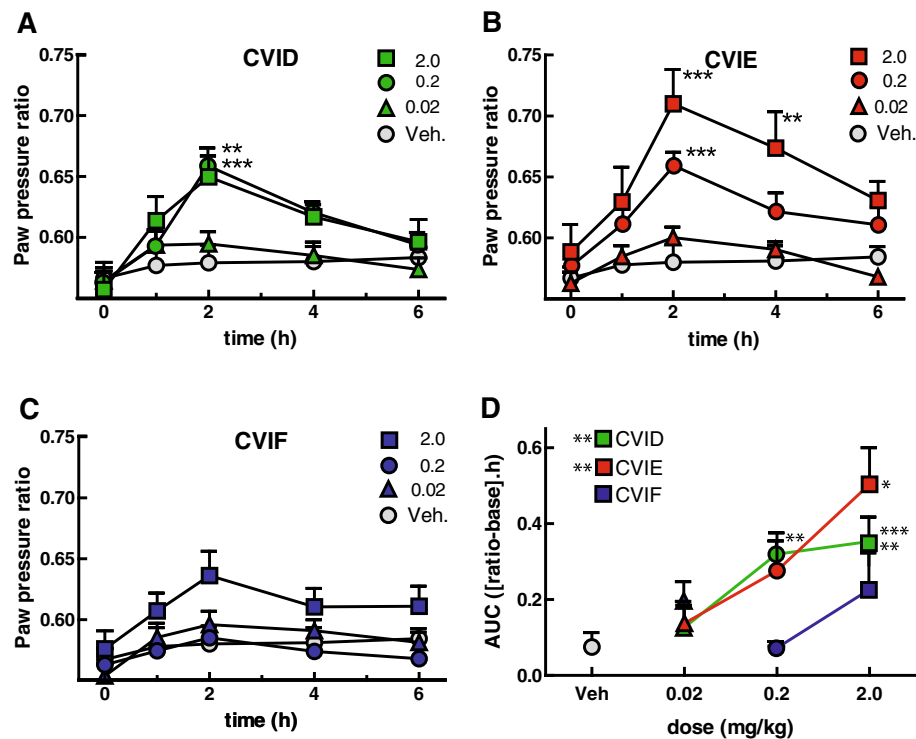 A
CVID
0.75
0.70
0.65
0.60
Paw pressure ratio
2.0
0.2
0.02
Veh.
**
***
0 2 4 6
time (h)
B
CVIE
0.75
0.70
0.65
0.60
Paw pressure ratio
2.0
0.2
0.02
Veh.
***
**
***
0 2 4 6
time (h)
C
CVIF
0.75
0.70
0.65
0.60
Paw pressure ratio
2.0
0.2
0.02
Veh.
0 2 4 6
time (h)
D
** CVID
** CVIE
CVIF
0.6
0.4
0.2
0.0
AUC ([ratio-base].h)
*
**
***
**
Veh 0.02 0.2 2.0
dose (mg/kg)